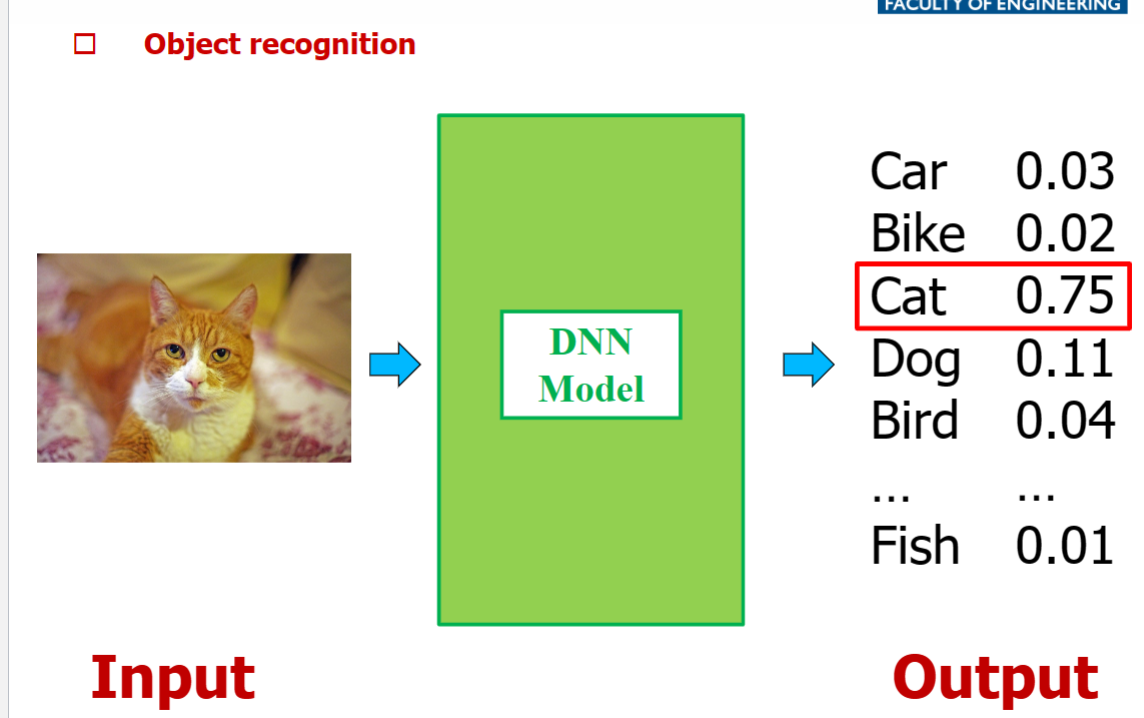 FACULTY OF ENGINEERING
Object recognition
DNN
Model
Car 0.03
Bike 0.02
Cat 0.75
Dog 0.11
Bird 0.04
... ...
Fish 0.01
Input
Output